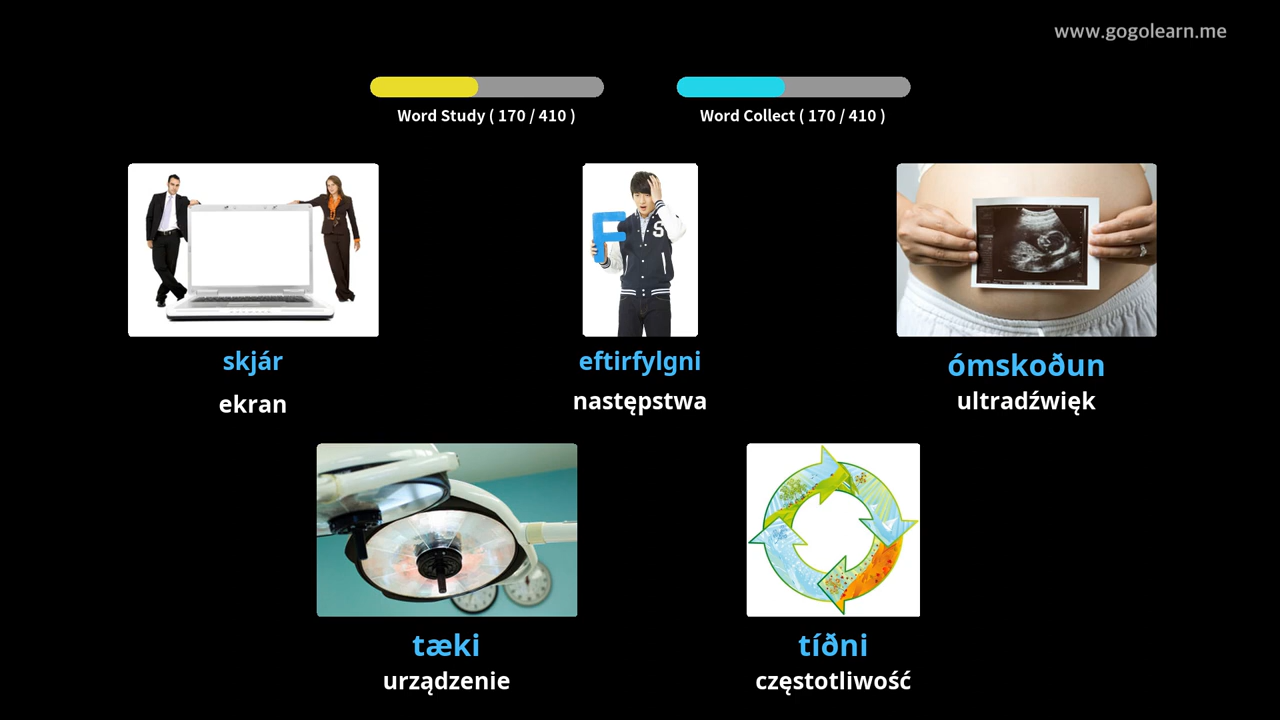 www.gogolearn.me
Word Study ( 170 / 410 )
Word Collect ( 170 / 410 )
F
S
skjár
eftirfylgni
ómskoðun
ekran
następstwa
ultradźwięk
tæki
tíðni
urządzenie
częstotliwość